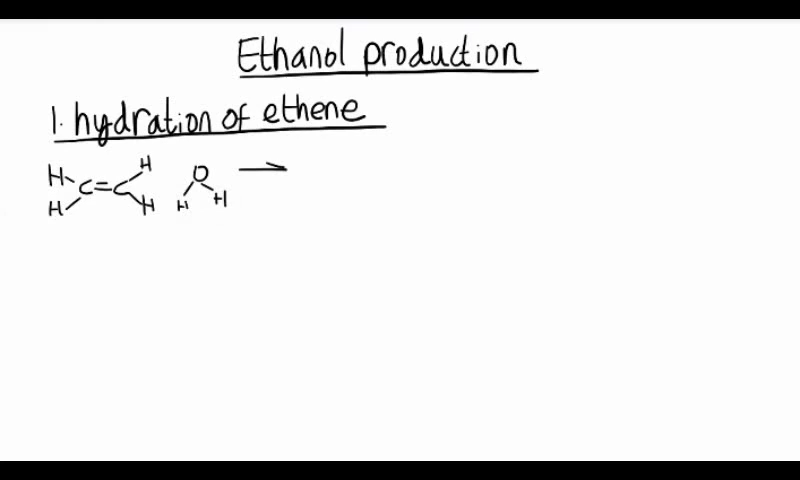 Ethanol production
1. hydration of ethene
H H O
C=C
H H H H